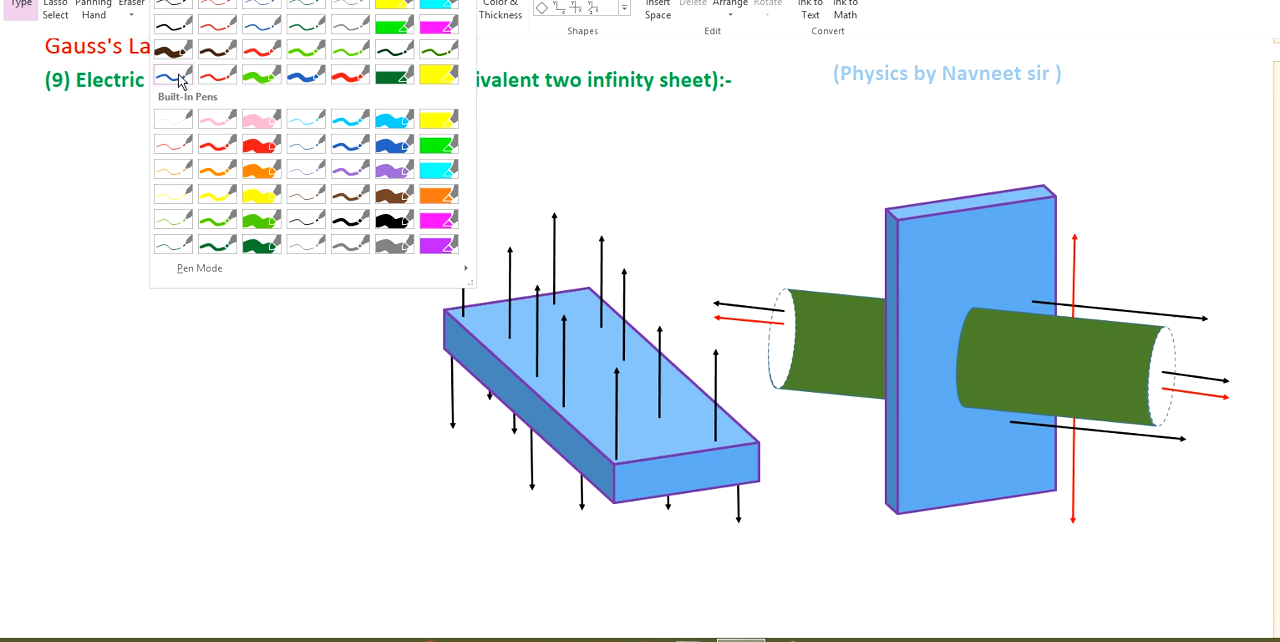 Type
Lasso Select
Panning Hand
Eraser
Color & Thickness
Insert Space
Delete
Arrange
Rotate
Ink to Text
Ink to Math
Shapes
Edit
Convert
Gauss's La
(9) Electric ivalent two infinity sheet):-
(Physics by Navneet sir )
Built-In Pens
Pen Mode